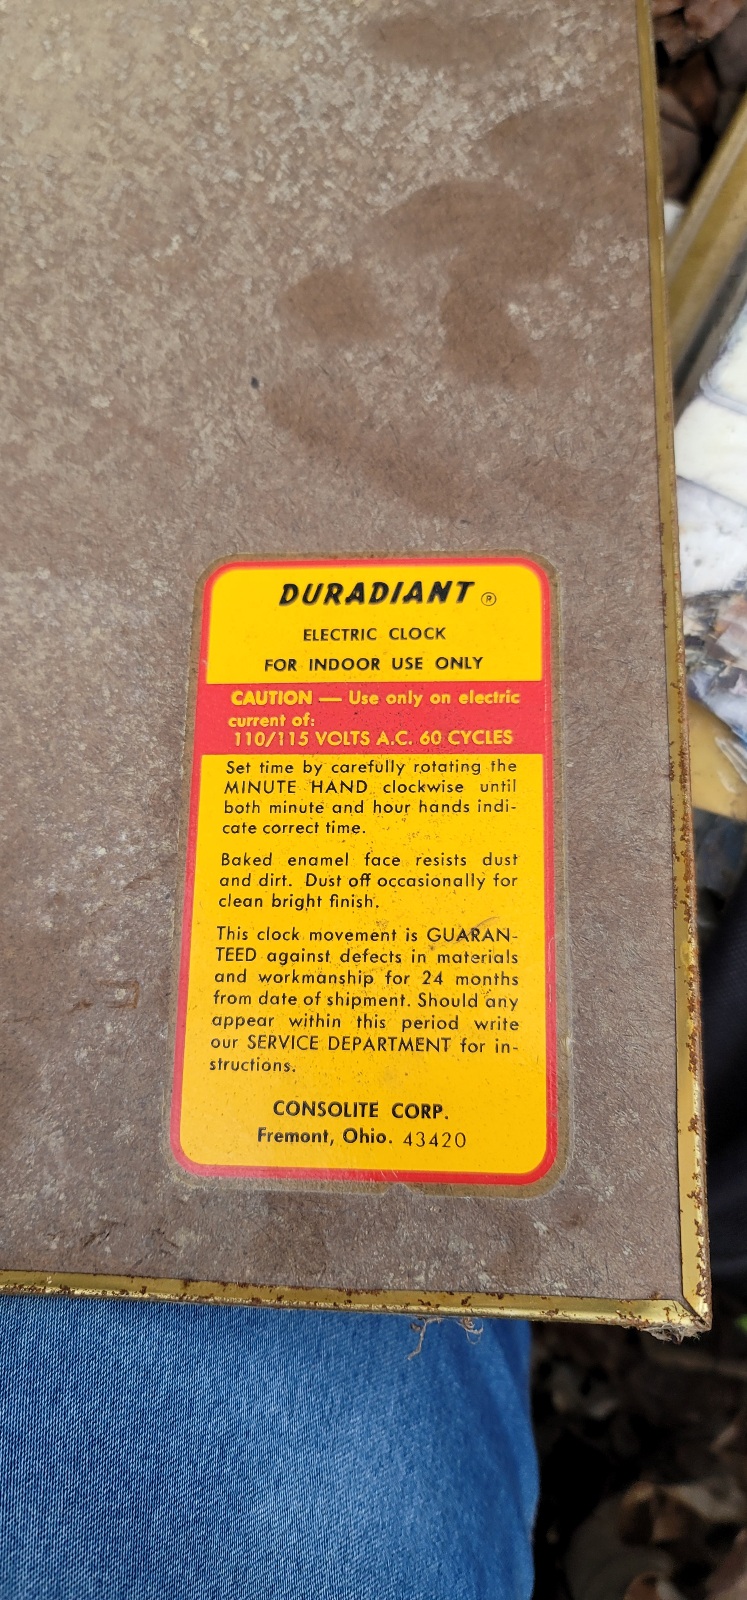 DURADIANT ®
ELECTRIC CLOCK
FOR INDOOR USE ONLY
CAUTION — Use only on electric
current of:
110/115 VOLTS A.C. 60 CYCLES
Set time by carefully rotating the
MINUTE HAND clockwise until
both minute and hour hands indi-
cate correct time.
Baked enamel face resists dust
and dirt. Dust off occasionally for
clean bright finish.
This clock movement is GUARAN-
TEED against defects in materials
and workmanship for 24 months
from date of shipment. Should any
appear within this period write
our SERVICE DEPARTMENT for in-
structions.
CONSOLITE CORP.
Fremont, Ohio. 43420